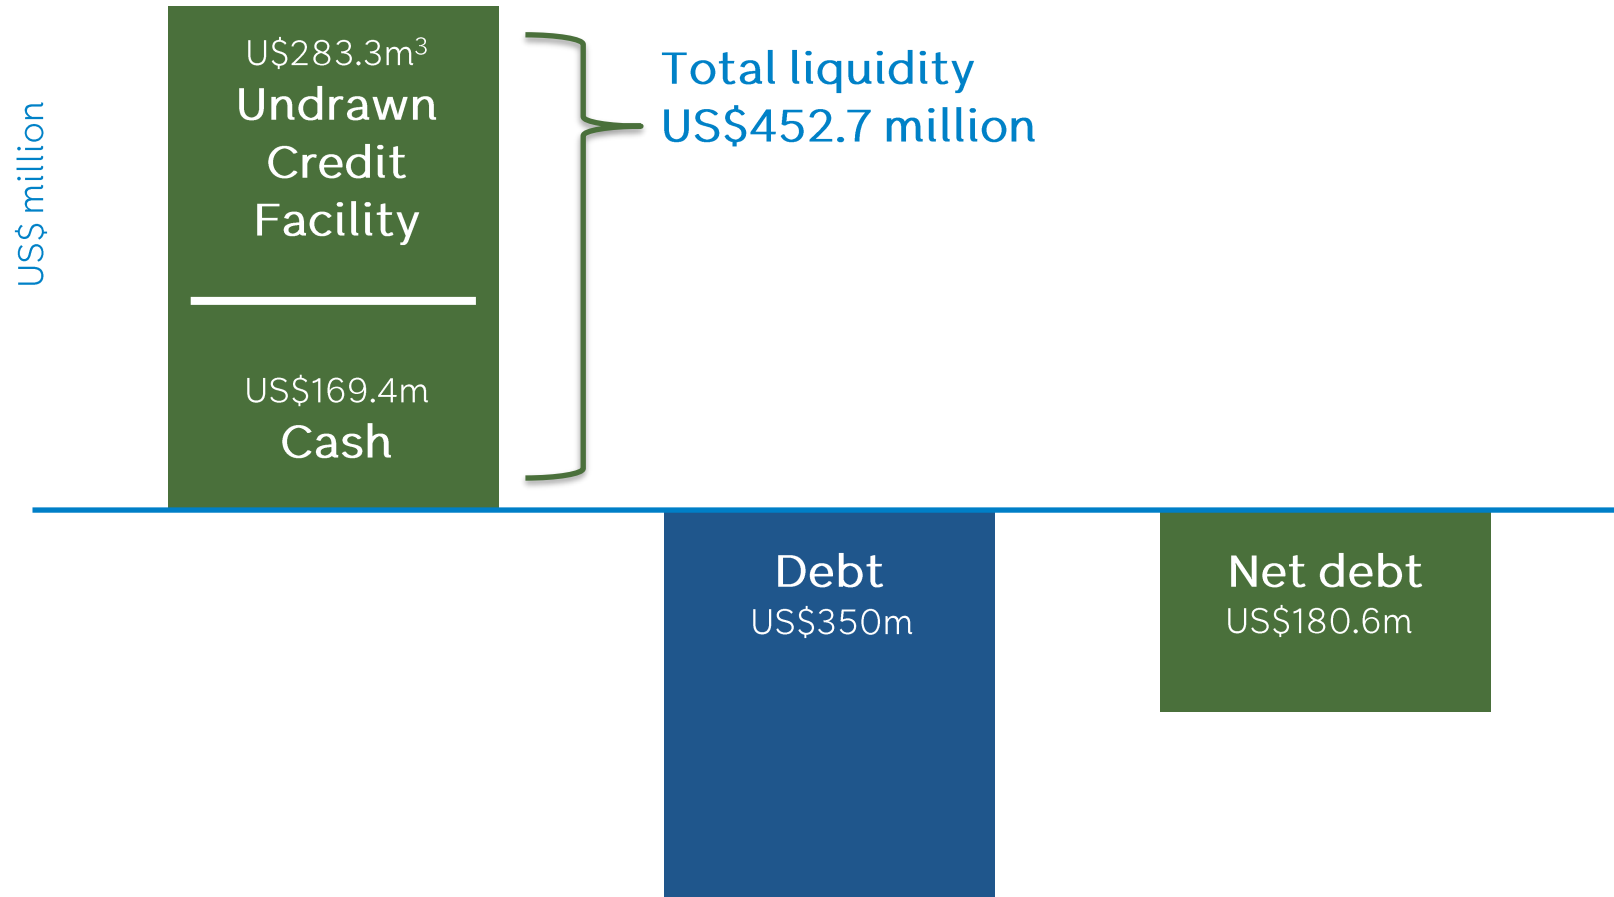 US$ million
U$283.3m³
Undrawn
Credit
Facility
US$169.4m
Cash
Total liquidity
US$452.7 million
Debt
US$350m
Net debt
US$180.6m